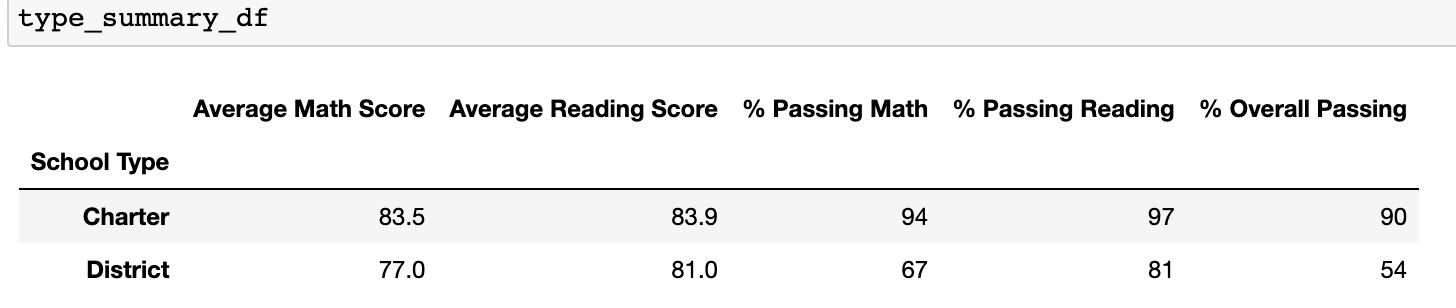 type_summary_df
Average Math Score Average Reading Score % Passing Math % Passing Reading % Overall Passing
School Type
Charter 83.5 83.9 94 97 90
District 77.0 81.0 67 81 54